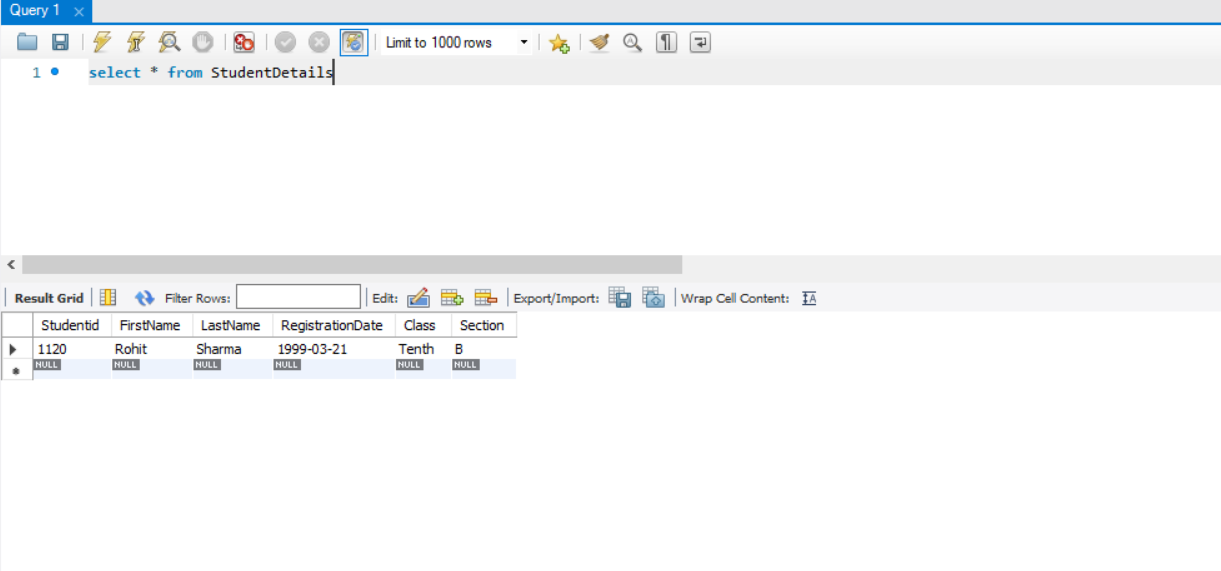 Query 1
Limit to 1000 rows
1 select * from StudentDetails
Result Grid Filter Rows: Edit: Export/Import: Wrap Cell Content:
Studentid FirstName LastName RegistrationDate Class Section
1120 Rohit Sharma 1999-03-21 Tenth B
NULL NULL NULL NULL NULL NULL